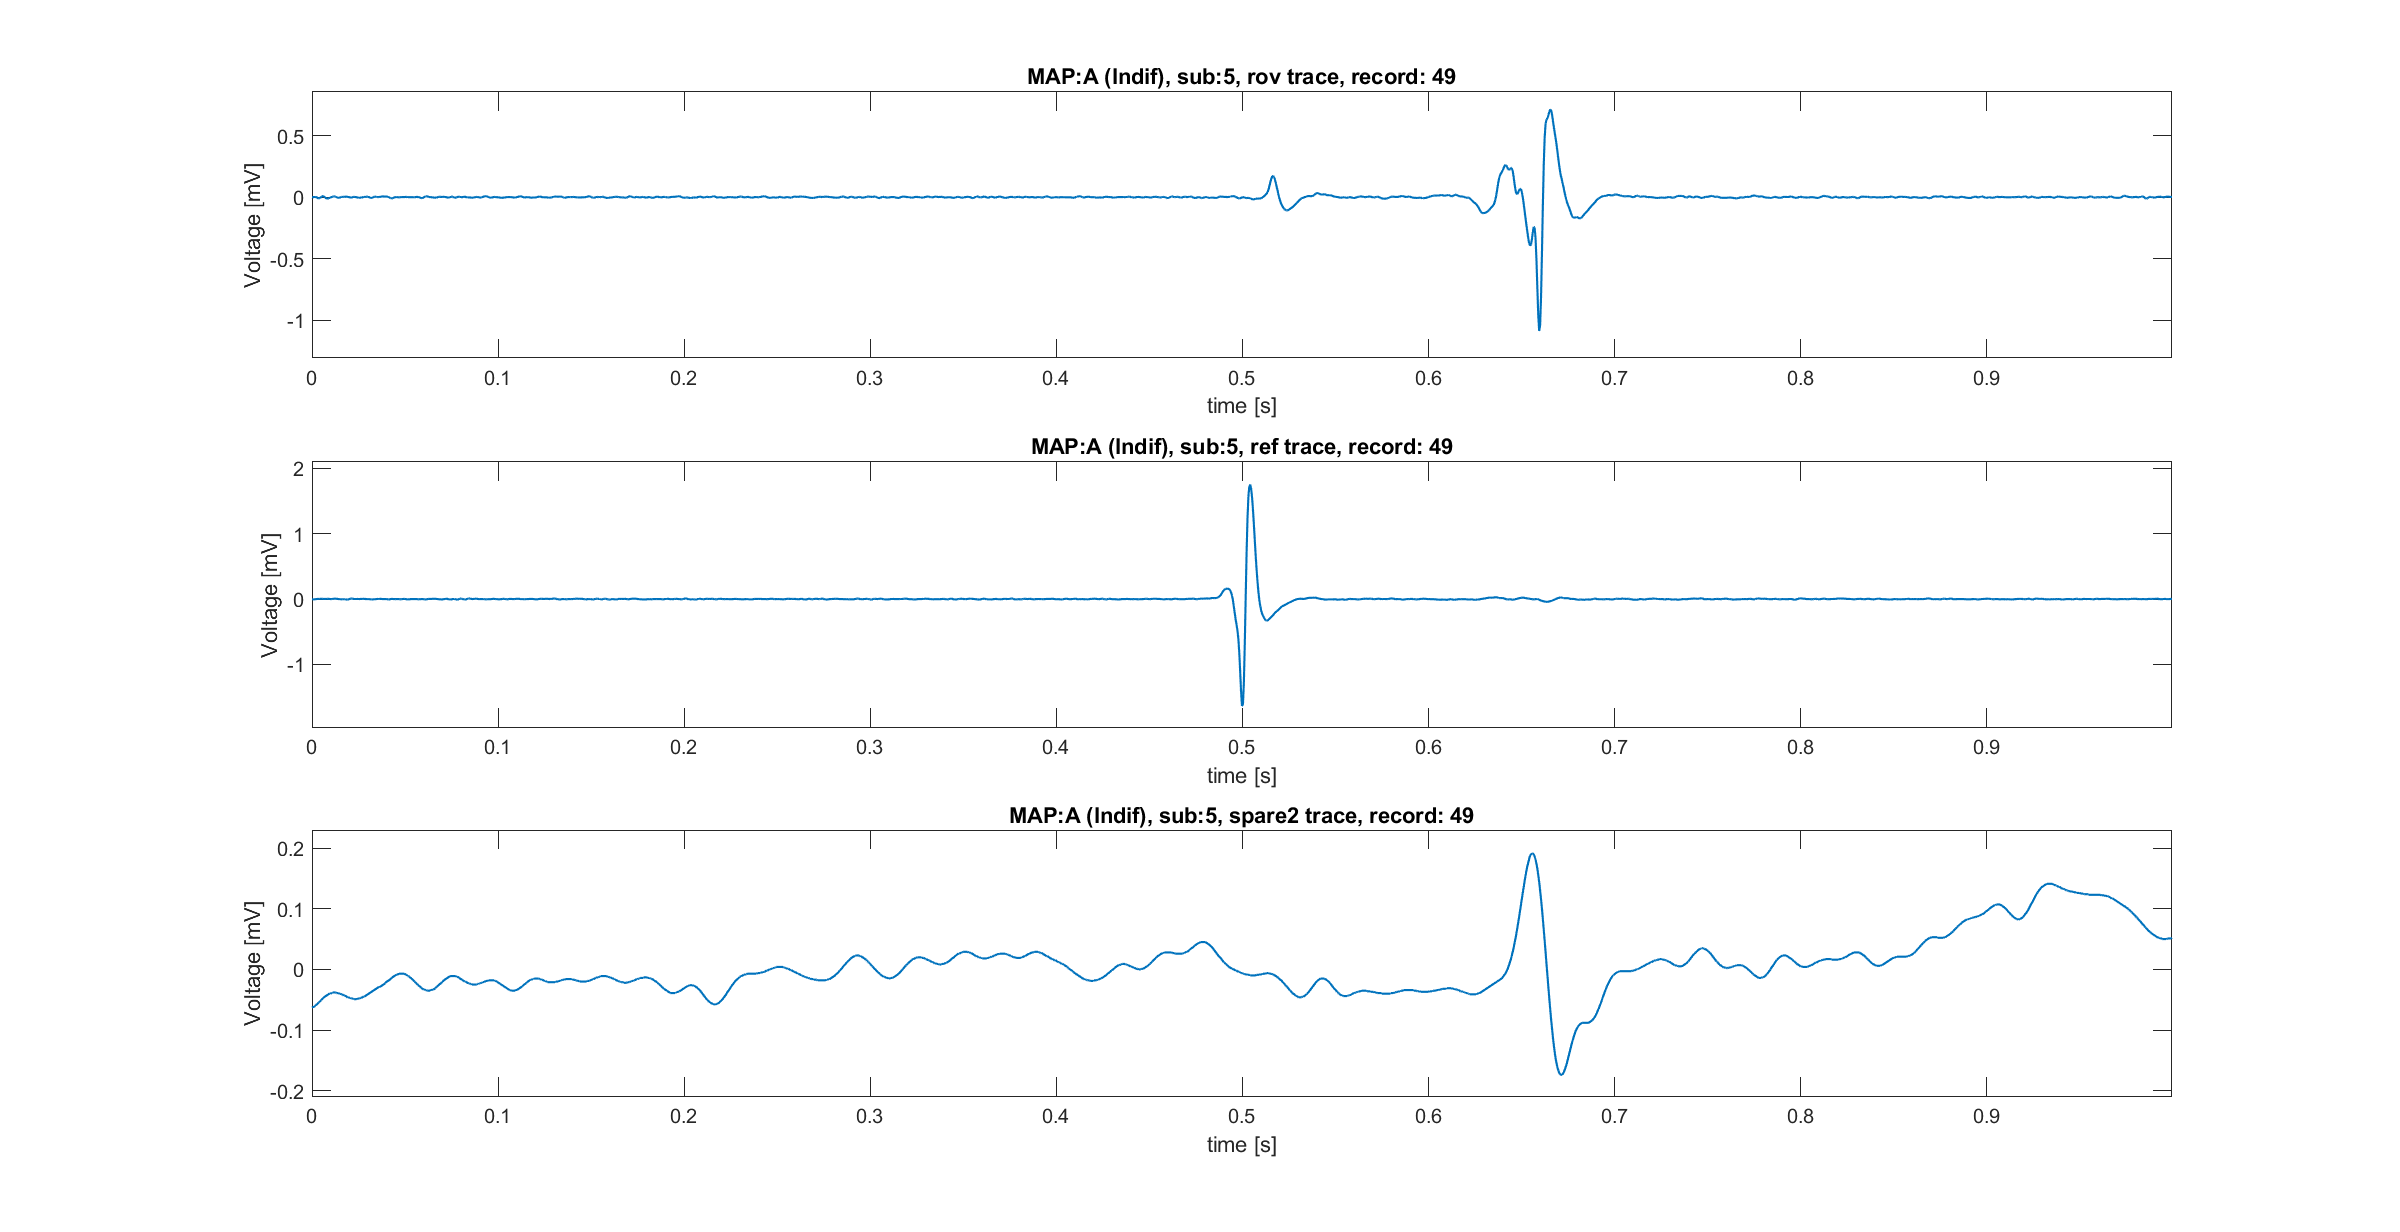 MAP:A (Indif), sub:5, rov trace, record: 49
Voltage [mV]
0.5
0
-0.5
-1
0 0.1 0.2 0.3 0.4 0.5 0.6 0.7 0.8 0.9
time [s]
MAP:A (Indif), sub:5, ref trace, record: 49
Voltage [mV]
2
1
0
-1
0 0.1 0.2 0.3 0.4 0.5 0.6 0.7 0.8 0.9
time [s]
MAP:A (Indif), sub:5, spare2 trace, record: 49
Voltage [mV]
0.2
0.1
0
-0.1
-0.2
0 0.1 0.2 0.3 0.4 0.5 0.6 0.7 0.8 0.9
time [s]